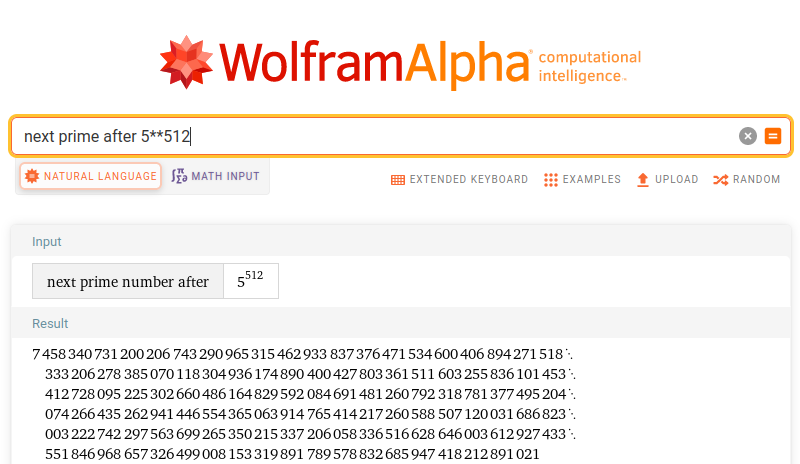 WolframAlpha computational intelligence.
next prime after 5**512
NATURAL LANGUAGE MATH INPUT EXTENDED KEYBOARD EXAMPLES UPLOAD RANDOM
Input
next prime number after 5^512
Result
7 458 340 731 200 206 743 290 965 315 462 933 837 376 471 534 600 406 894 271 518⋱
333 206 278 385 070 118 304 936 174 890 400 427 803 361 511 603 255 836 101 453⋱
412 728 095 225 302 660 486 164 829 592 084 691 481 260 792 318 781 377 495 204⋱
074 266 435 262 941 446 554 365 063 914 765 414 217 260 588 507 120 031 686 823⋱
003 222 742 297 563 699 265 350 215 337 206 058 336 516 628 646 003 612 927 433⋱
551 846 968 657 326 499 008 153 319 891 789 578 832 685 947 418 212 891 021